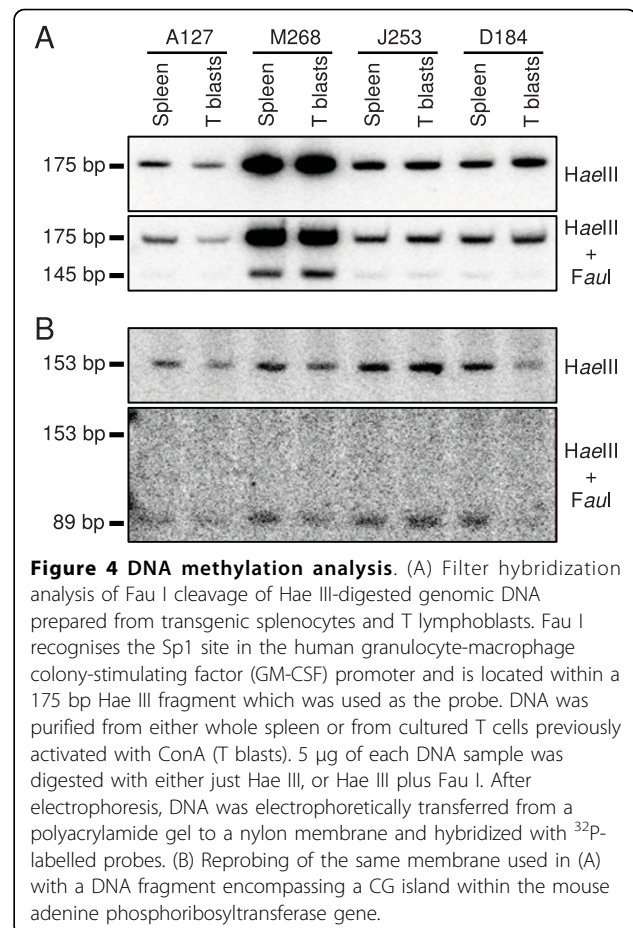 A
A127 M268 J253 D184
Spleen T blasts Spleen T blasts Spleen T blasts Spleen T blasts
175 bp HaeIII
175 bp HaeIII
+
145 bp FauI
B
153 bp HaeIII
153 bp
HaeIII
+
FauI
89 bp
Figure 4 DNA methylation analysis. (A) Filter hybridization
analysis of Fau I cleavage of Hae III-digested genomic DNA
prepared from transgenic splenocytes and T lymphoblasts. Fau I
recognises the Sp1 site in the human granulocyte-macrophage
colony-stimulating factor (GM-CSF) promoter and is located within a
175 bp Hae III fragment which was used as the probe. DNA was
purified from either whole spleen or from cultured T cells previously
activated with ConA (T blasts). 5 μg of each DNA sample was
digested with either just Hae III, or Hae III plus Fau I. After
electrophoresis, DNA was electrophoretically transferred from a
polyacrylamide gel to a nylon membrane and hybridized with ³²P-
labelled probes. (B) Reprobing of the same membrane used in (A)
with a DNA fragment encompassing a CG island within the mouse
adenine phosphoribosyltransferase gene.